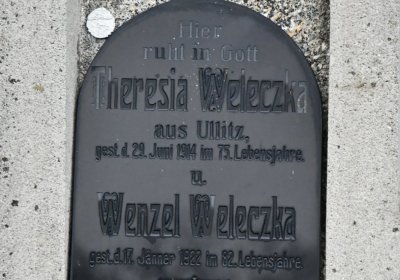 Hier
ruht in Gott
Theresia Weleczka
aus Ullitz,
gest. d. 29. Juni 1914 im 75. Lebensjahre.
u.
Wenzel Weleczka
gest. d. 17. Jänner 1922 im 82. Lebensjahre.